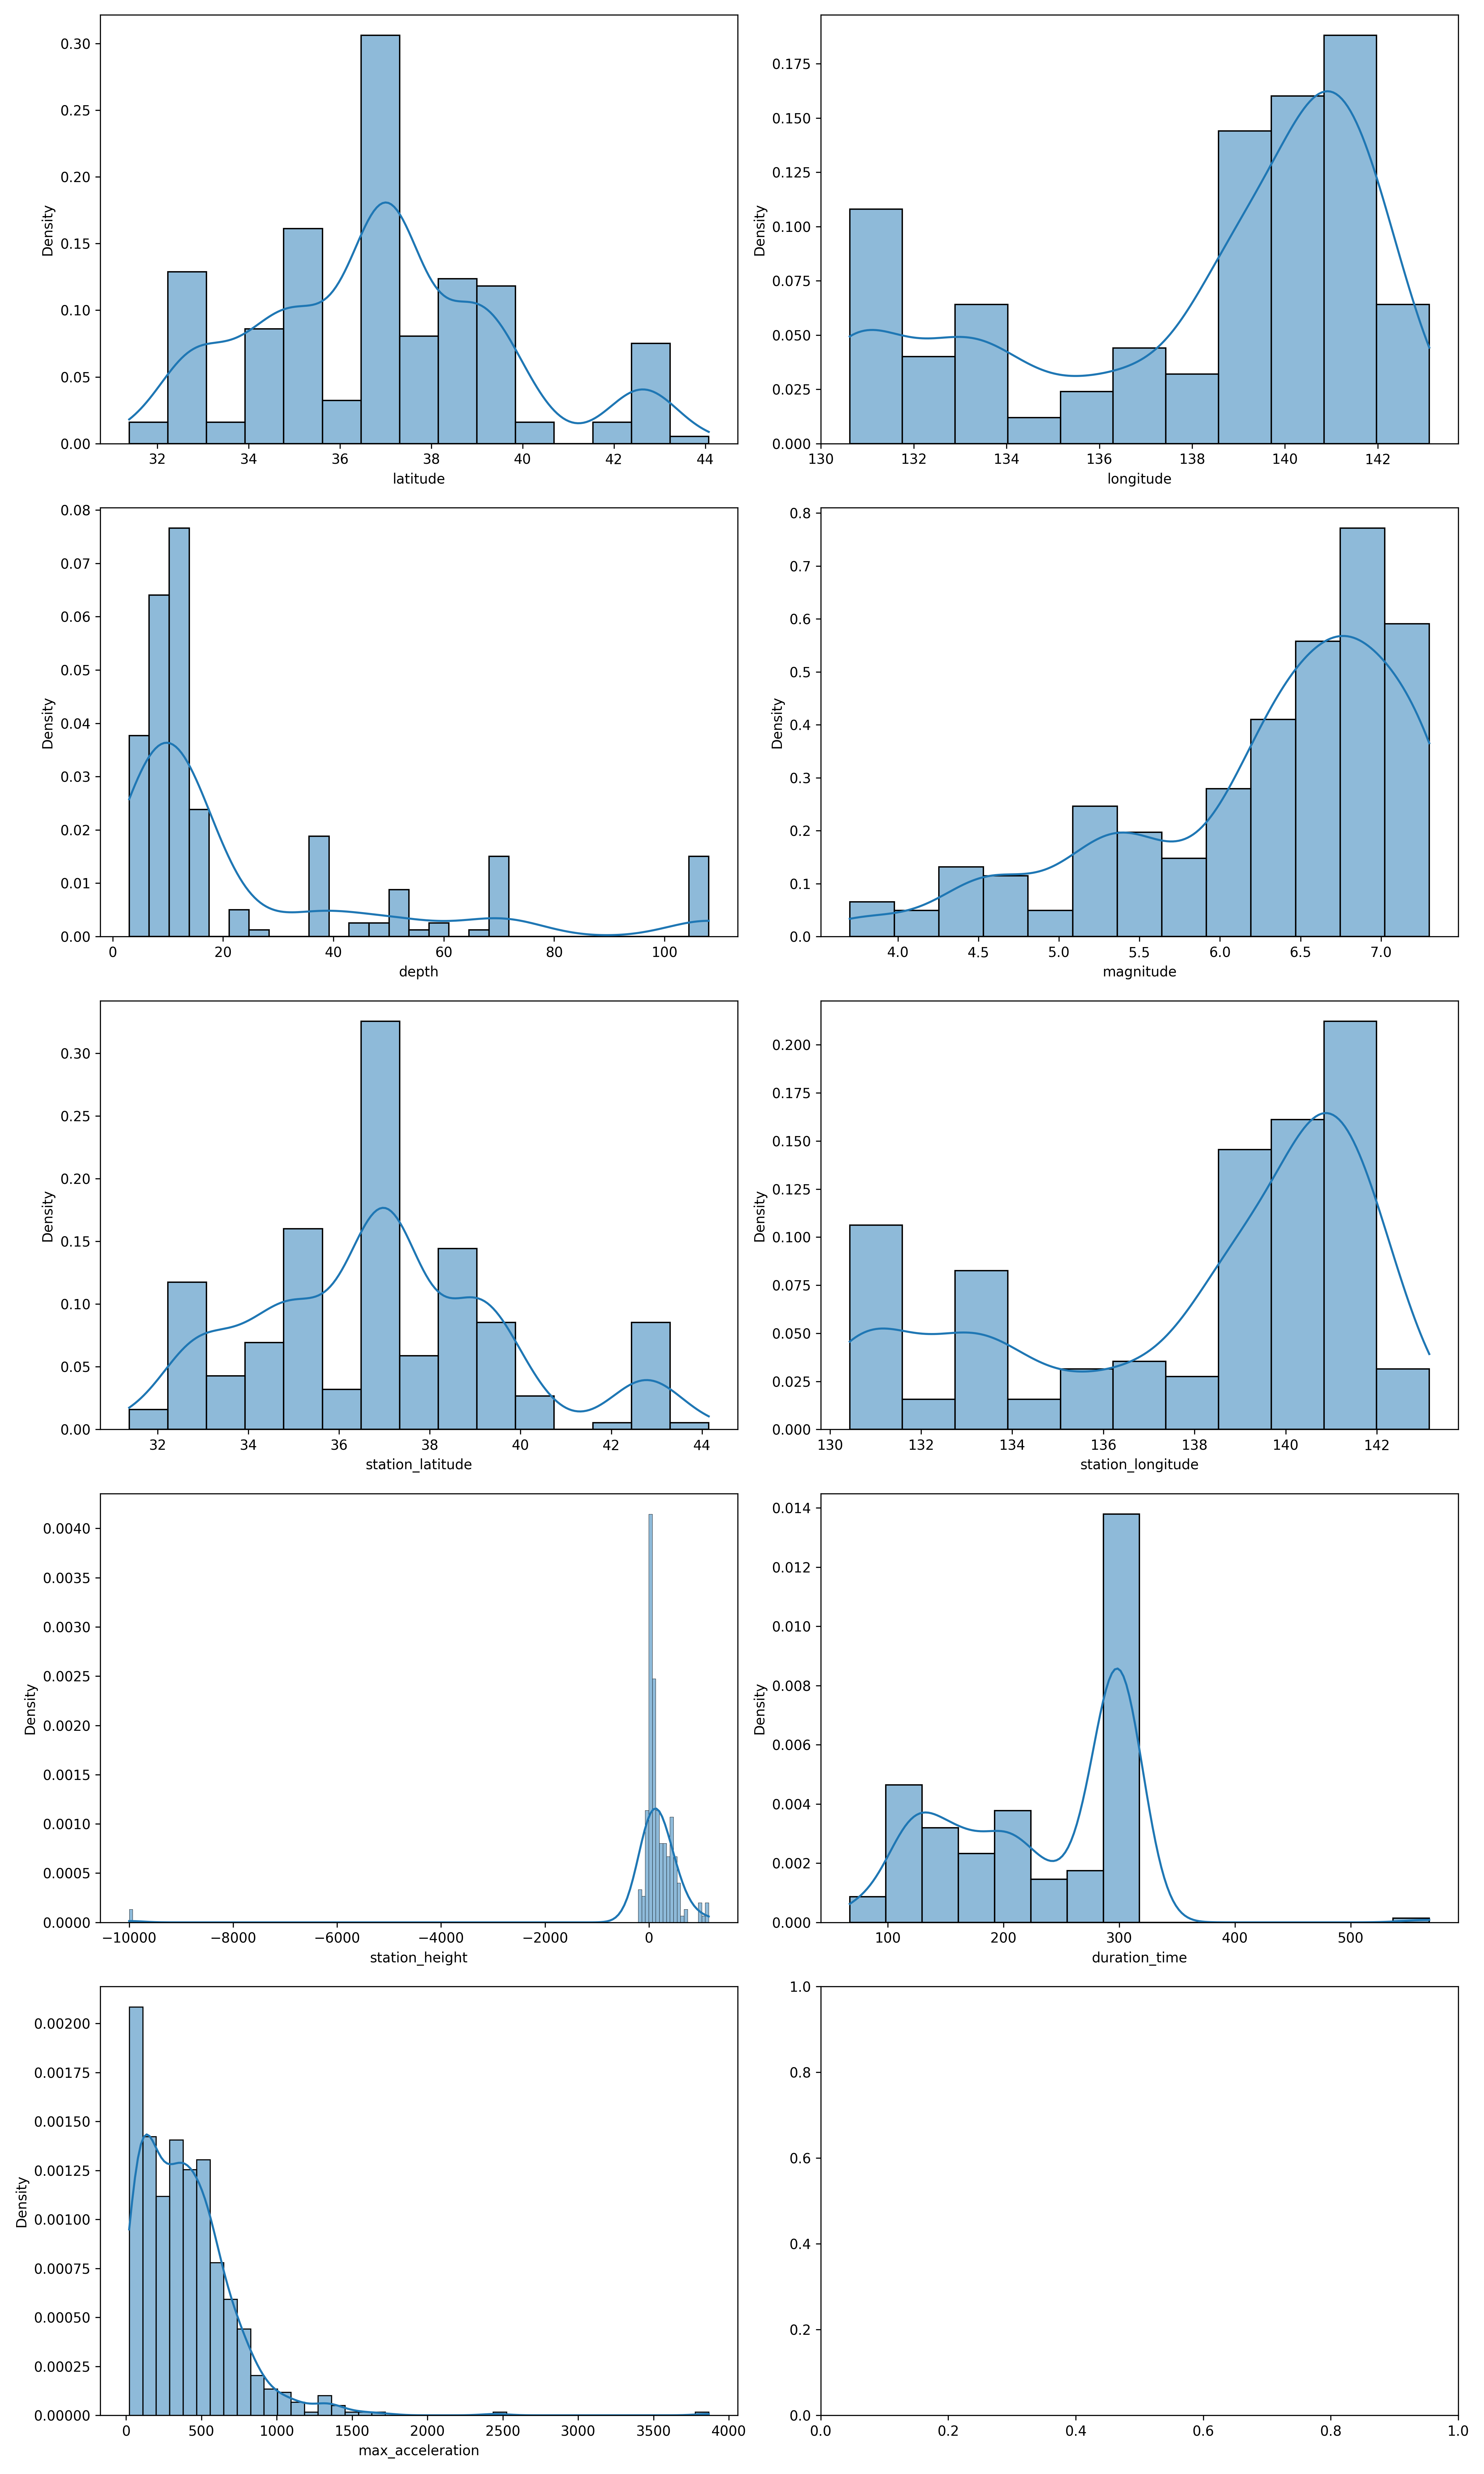 0.30
0.25
0.20
0.15
0.10
0.05
0.00
Density
32 34 36 38 40 42 44
latitude
0.175
0.150
0.125
0.100
0.075
0.050
0.025
0.000
Density
130 132 134 136 138 140 142
longitude
0.08
0.07
0.06
0.05
0.04
0.03
0.02
0.01
0.00
Density
0 20 40 60 80 100
depth
0.8
0.7
0.6
0.5
0.4
0.3
0.2
0.1
0.0
Density
4.0 4.5 5.0 5.5 6.0 6.5 7.0
magnitude
0.30
0.25
0.20
0.15
0.10
0.05
0.00
Density
32 34 36 38 40 42 44
station_latitude
0.200
0.175
0.150
0.125
0.100
0.075
0.050
0.025
0.000
Density
130 132 134 136 138 140 142
station_longitude
0.0040
0.0035
0.0030
0.0025
0.0020
0.0015
0.0010
0.0005
0.0000
Density
−10000 −8000 −6000 −4000 −2000 0
station_height
0.014
0.012
0.010
0.008
0.006
0.004
0.002
0.000
Density
100 200 300 400 500
duration_time
0.00200
0.00175
0.00150
0.00125
0.00100
0.00075
0.00050
0.00025
0.00000
Density
0 500 1000 1500 2000 2500 3000 3500 4000
max_acceleration
1.0
0.8
0.6
0.4
0.2
0.0
0.0 0.2 0.4 0.6 0.8 1.0